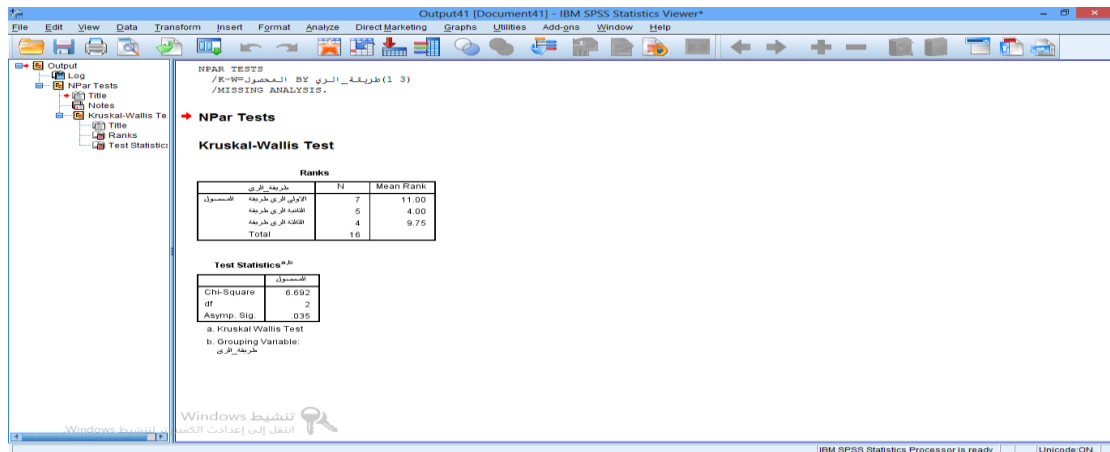 Output41 [Document41] - IBM SPSS Statistics Viewer*
File Edit View Data Transform Insert Format Analyze Direct Marketing Graphs Utilities Add-ons Window Help
Output
Log
NPar Tests
Title
Notes
Kruskal-Wallis Te
Title
Ranks
Test Statistics
NPAR TESTS
/K-W=المحصول BY طريقة_الري(1 3)
/MISSING ANALYSIS.
NPar Tests
Kruskal-Wallis Test
Ranks
طريقة_الري N Mean Rank
المحصول الاولى الري طريقة 7 11.00
الثانية الري طريقة 5 4.00
الثالثة الري طريقة 4 9.75
Total 16
Test Statistics a,b
المحصول
Chi-Square 6.692
df 2
Asymp. Sig. .035
a. Kruskal Wallis Test
b. Grouping Variable:
طريقة_الري
تنشيط Windows
انتقل إلى إعدادات الكمبيوتر لتنشيط Windows.
IBM SPSS Statistics Processor is ready Unicode:ON